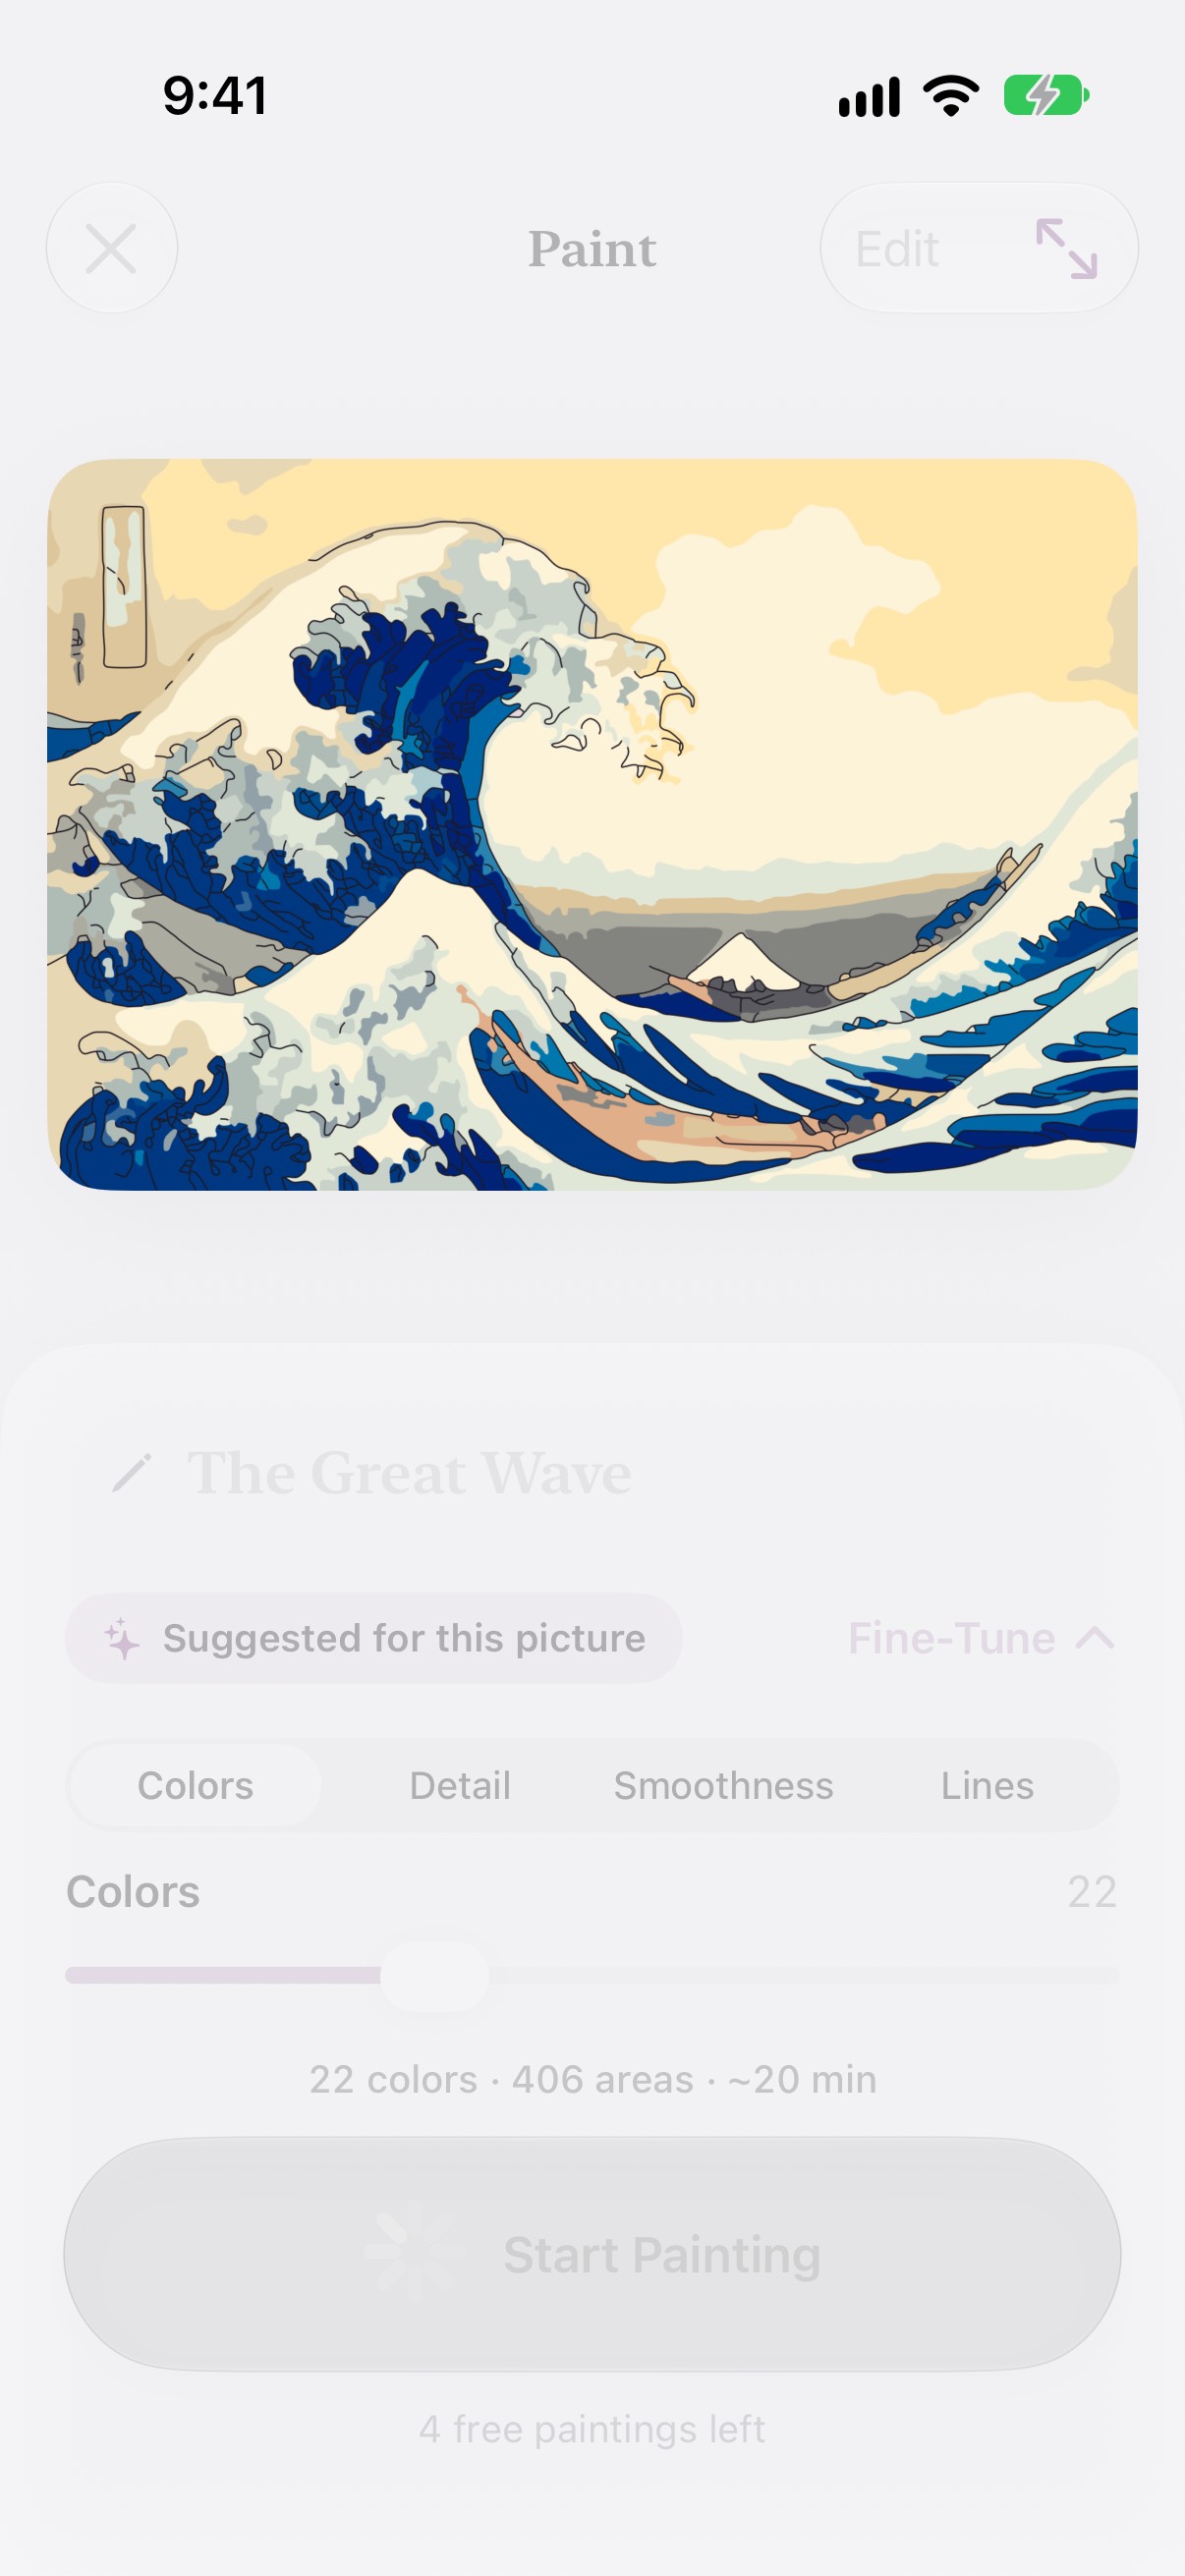 9:41
Paint
Edit
The Great Wave
Suggested for this picture
Fine-Tune
Colors
Detail
Smoothness
Lines
Colors
22
22 colors · 406 areas · ~20 min
Start Painting
4 free paintings left